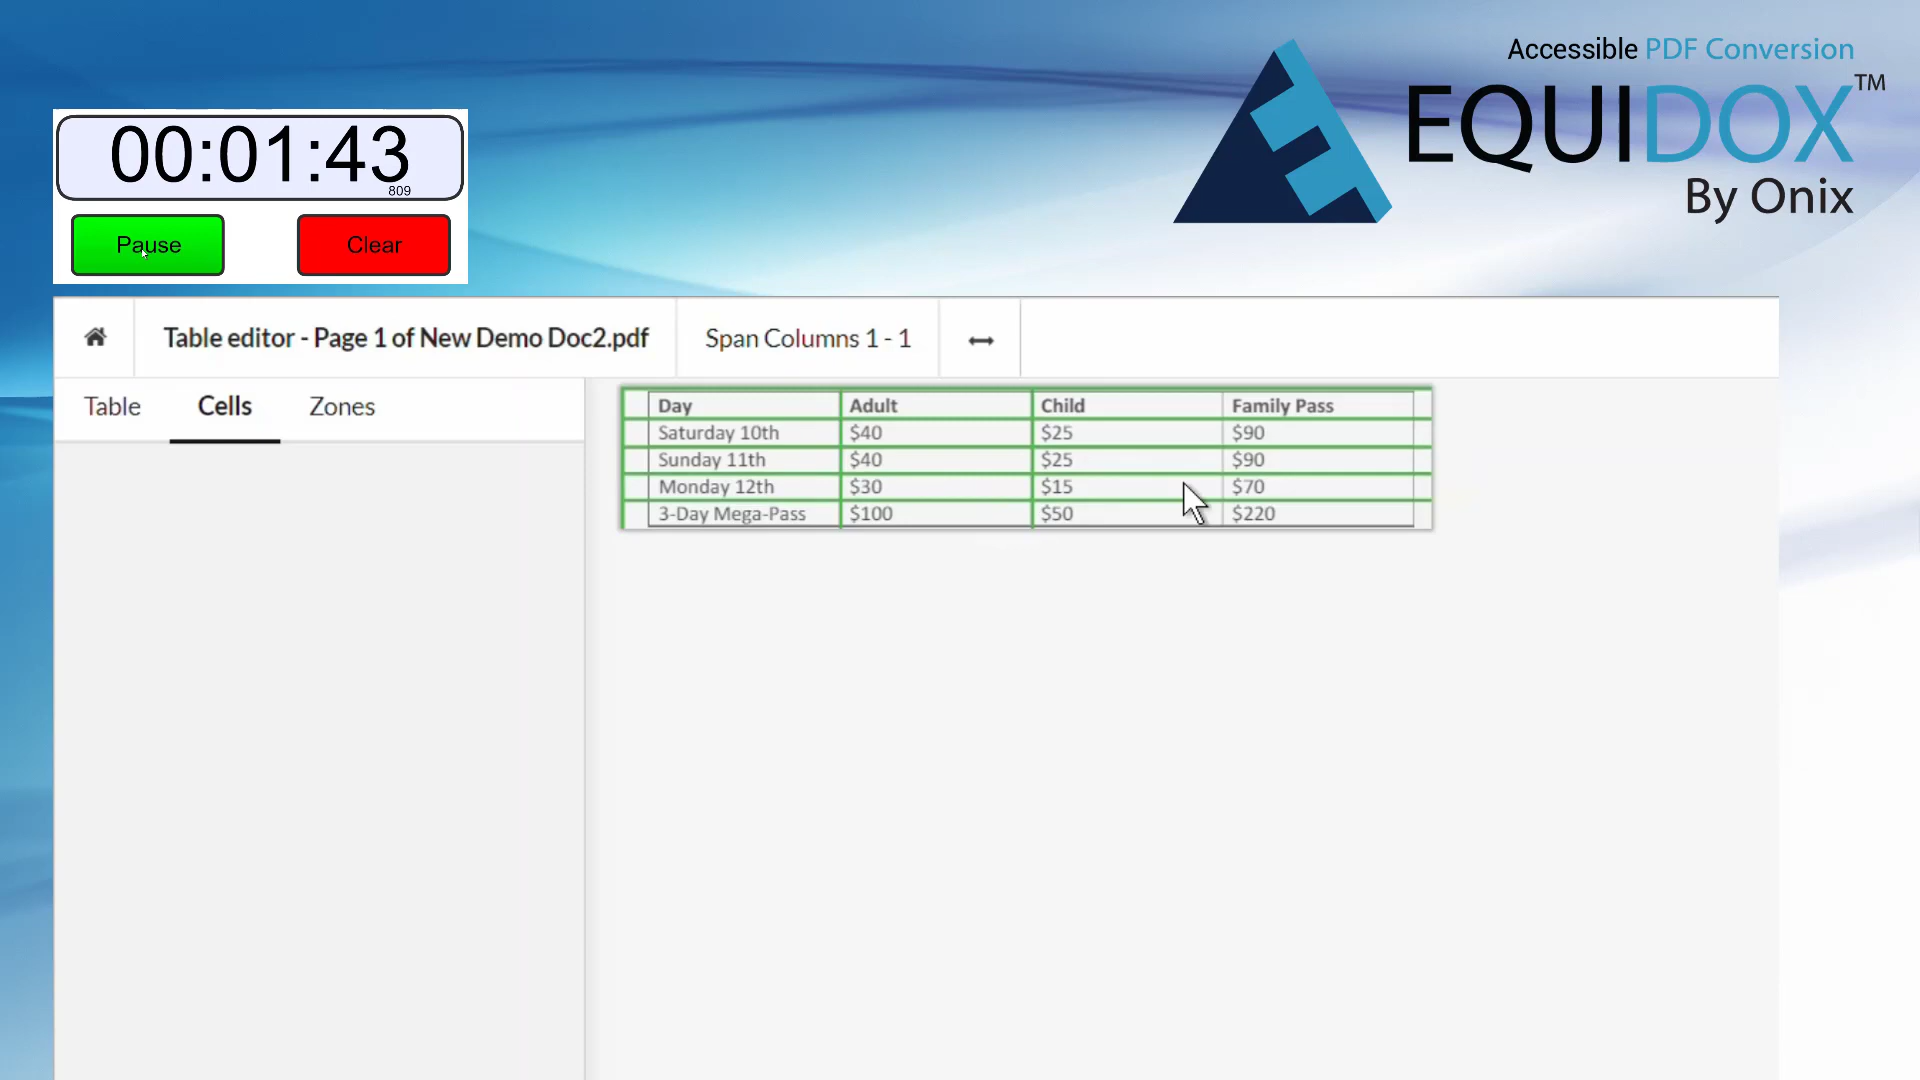 Accessible PDF Conversion
EQUIDOX™
By Onix
00:01:43
809
Pause Clear
Table editor - Page 1 of New Demo Doc2.pdf Span Columns 1 - 1
Table Cells Zones
Day Adult Child Family Pass
Saturday 10th $40 $25 $90
Sunday 11th $40 $25 $90
Monday 12th $30 $15 $70
3-Day Mega-Pass $100 $50 $220